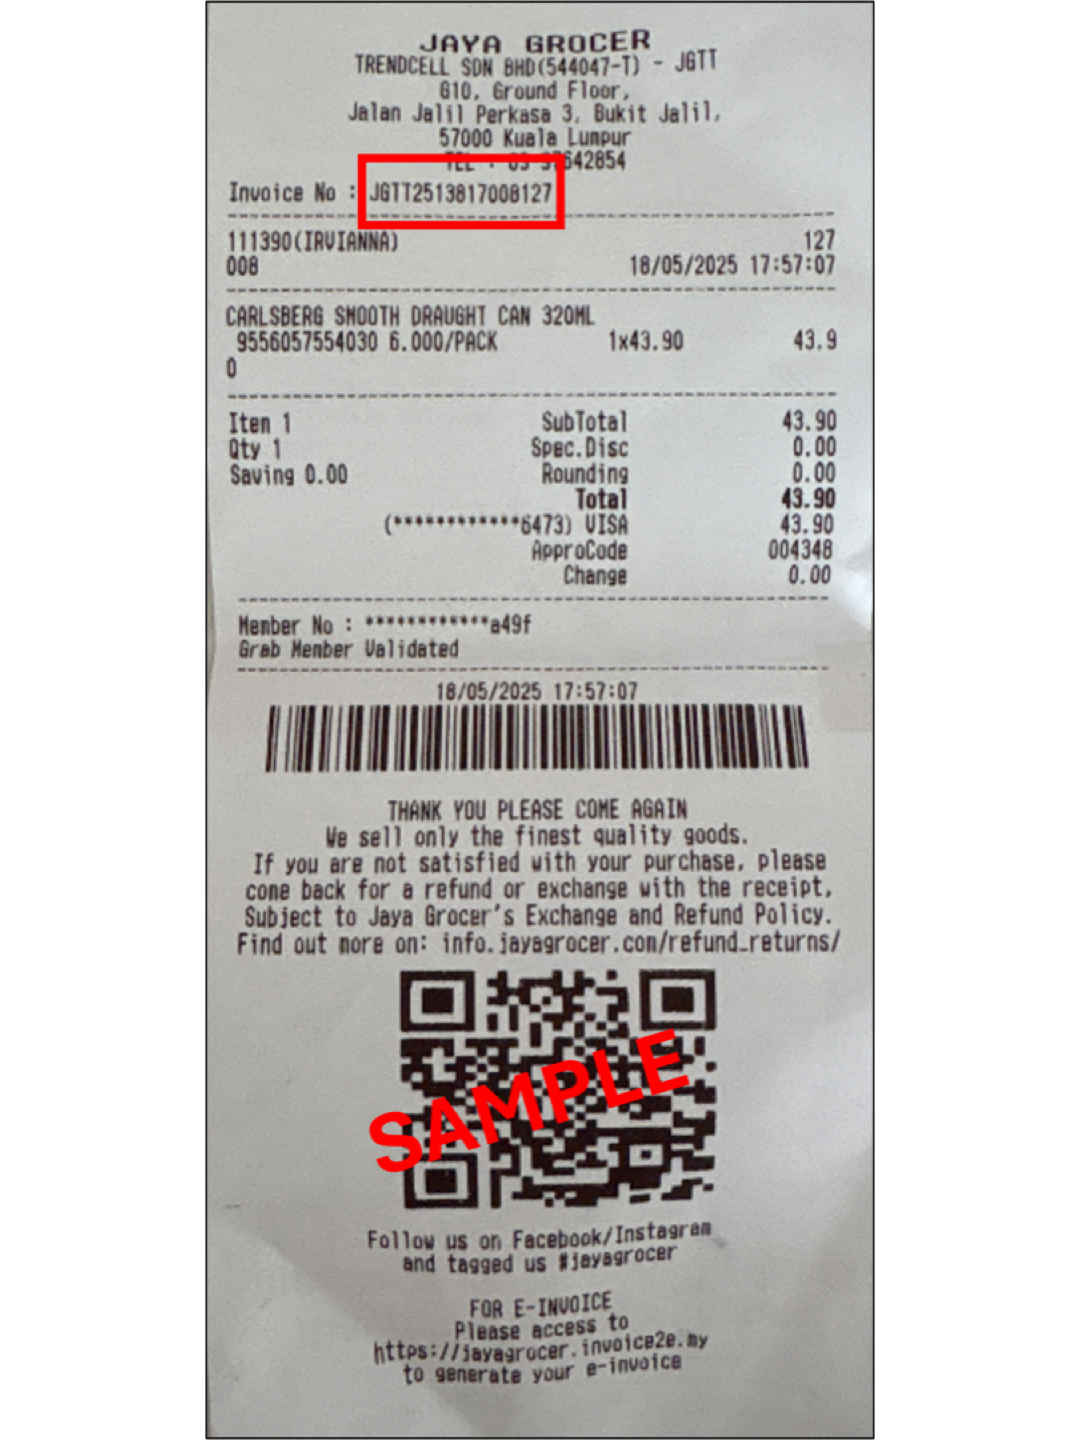 JAYA GROCER
TRENDCELL SDN BHD(544047-T) - JGTT
G10, Ground Floor,
Jalan Jalil Perkasa 3, Bukit Jalil,
57000 Kuala Lumpur
TEL : 03 97642854
Invoice No : JGTT2513817008127
111390(IRVIANNA) 127
008 18/05/2025 17:57:07
CARLSBERG SMOOTH DRAUGHT CAN 320ML
9556057554030 6.000/PACK 1x43.90 43.9
0
Item 1 SubTotal 43.90
Qty 1 Spec.Disc 0.00
Saving 0.00 Rounding 0.00
Total 43.90
(************6473) VISA 43.90
ApproCode 004348
Change 0.00
Member No : ************a49f
Grab Member Validated
18/05/2025 17:57:07
THANK YOU PLEASE COME AGAIN
We sell only the finest quality goods.
If you are not satisfied with your purchase, please
come back for a refund or exchange with the receipt,
Subject to Jaya Grocer's Exchange and Refund Policy.
Find out more on: info.jayagrocer.com/refund_returns/
SAMPLE
Follow us on Facebook/Instagram
and tagged us #jayagrocer
FOR E-INVOICE
Please access to
https://jayagrocer.invoice2e.my
to generate your e-invoice